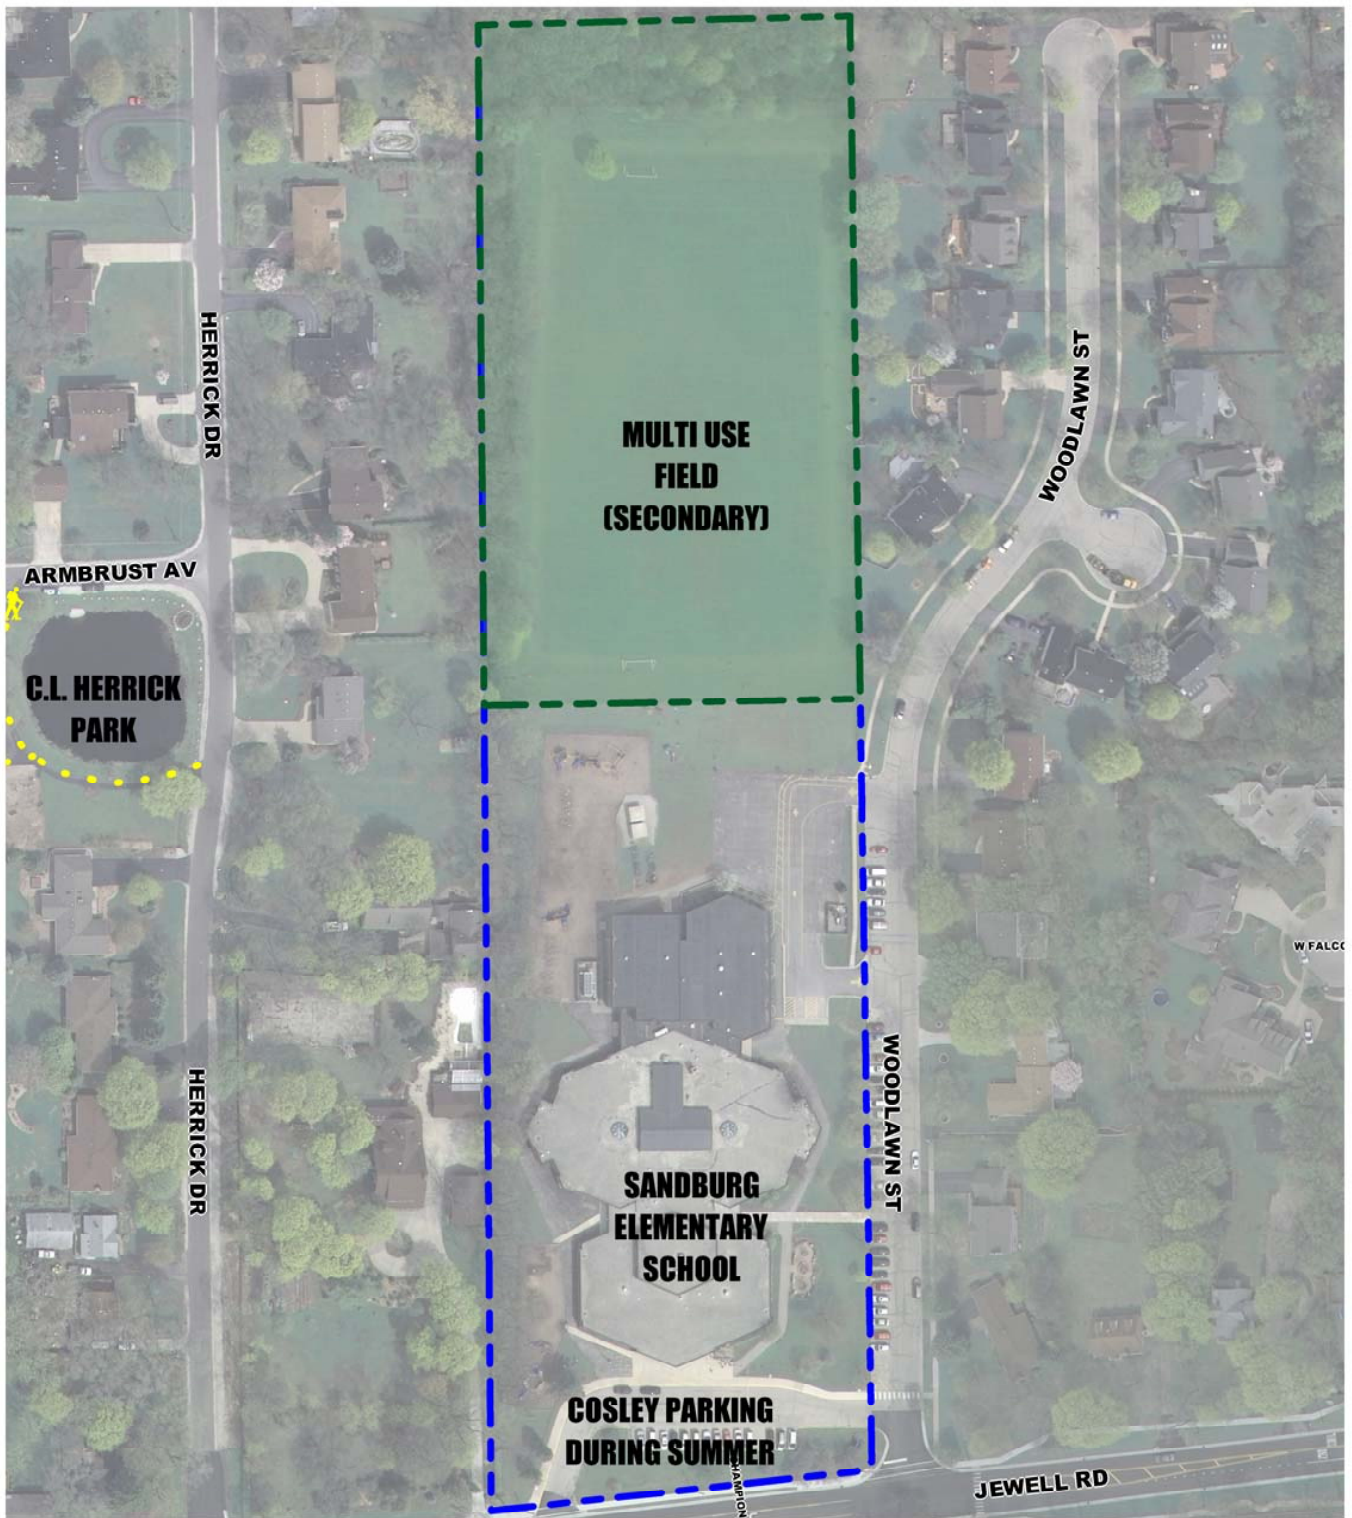 HERRICK DR
WOODLAWN ST
MULTI USE
FIELD
(SECONDARY)
ARMBRUST AV
C.L. HERRICK
PARK
W FALCO
WOODLAWN ST
HERRICK DR
SANDBURG
ELEMENTARY
SCHOOL
COSLEY PARKING
DURING SUMMER
HAMPION
JEWELL RD